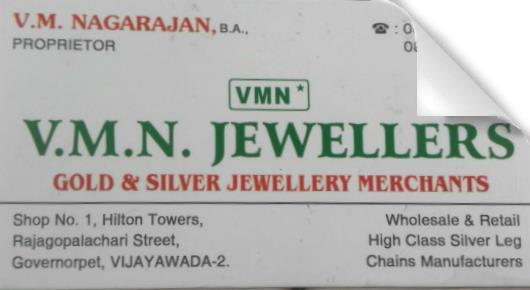 V.M. NAGARAJAN, B.A.,
PROPRIETOR
VMN*
V.M.N. JEWELLERS
GOLD & SILVER JEWELLERY MERCHANTS
Shop No. 1, Hilton Towers,
Rajagopalachari Street,
Governorpet, VIJAYAWADA-2.
Wholesale & Retail
High Class Silver Leg
Chains Manufacturers